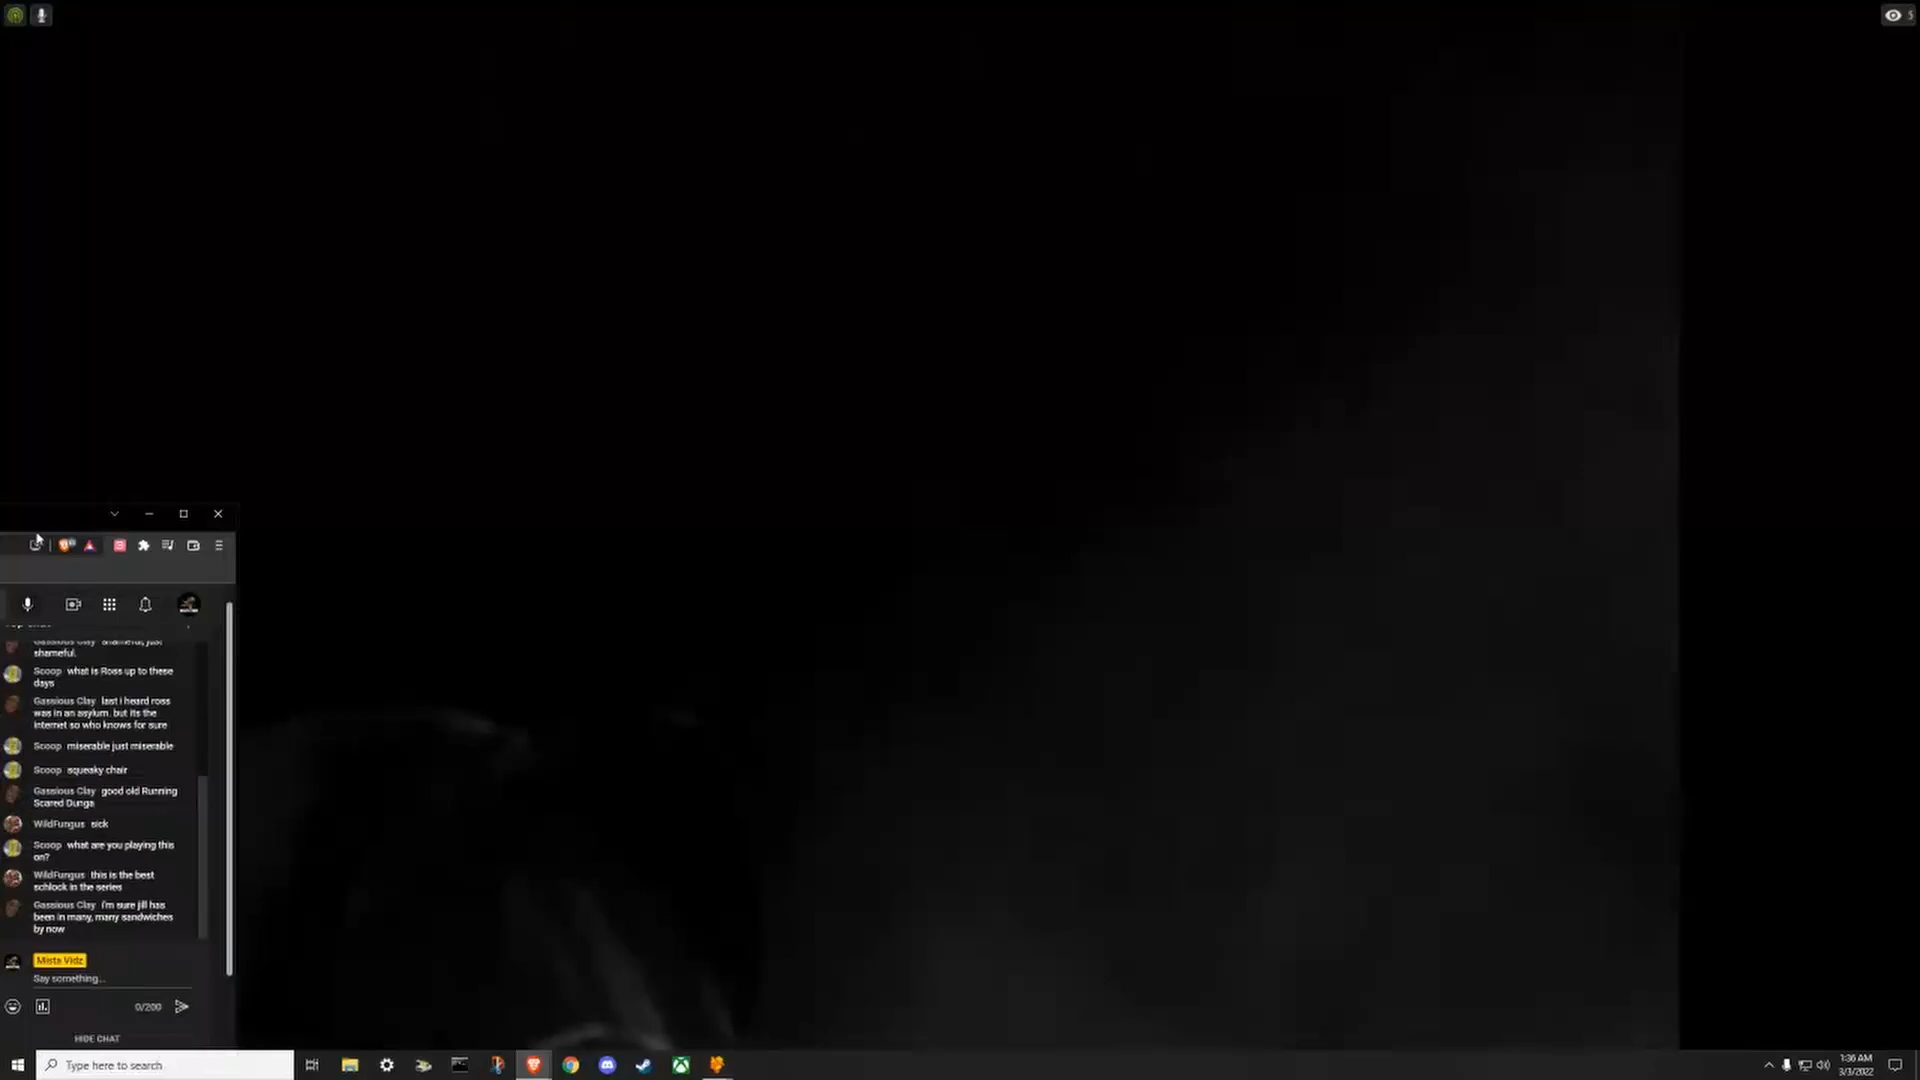 5
shameful, just
shameful.
Scoop what is Ross up to these
days
Gassious Clay last i heard ross
was in an asylum. but its the
internet so who knows for sure
Scoop miserable just miserable
Scoop squeaky chair
Gassious Clay good old Running
Scared Dunga
WildFungus sick
Scoop what are you playing this
on?
WildFungus this is the best
schlock in the series
Gassious Clay i'm sure jill has
been in many, many sandwiches
by now
Mista Vidz
Say something...
0/200
HIDE CHAT
Type here to search
1:36 AM
3/3/2022